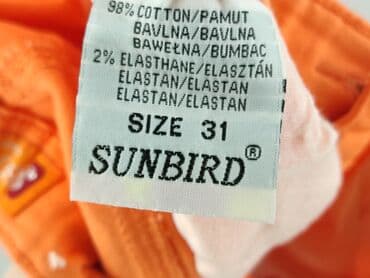 98% COTTON/PAMUT
BAVLNA/BAVLNA
BAWEŁNA/BUMBAC
2% ELASTHANE/ELASZTÁN
ELASTAN/ELASTAN
ELASTAN/ELASTAN
SIZE 31
SUNBIRD®